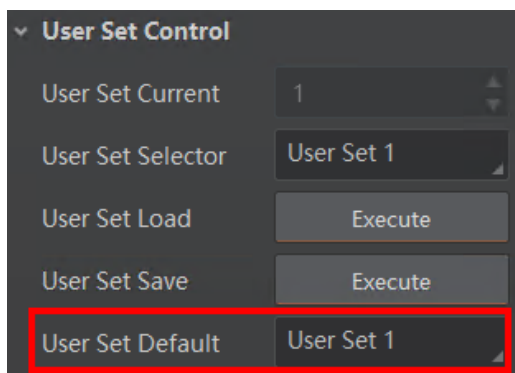 User Set Control
User Set Current 1
User Set Selector User Set 1
User Set Load Execute
User Set Save Execute
User Set Default User Set 1